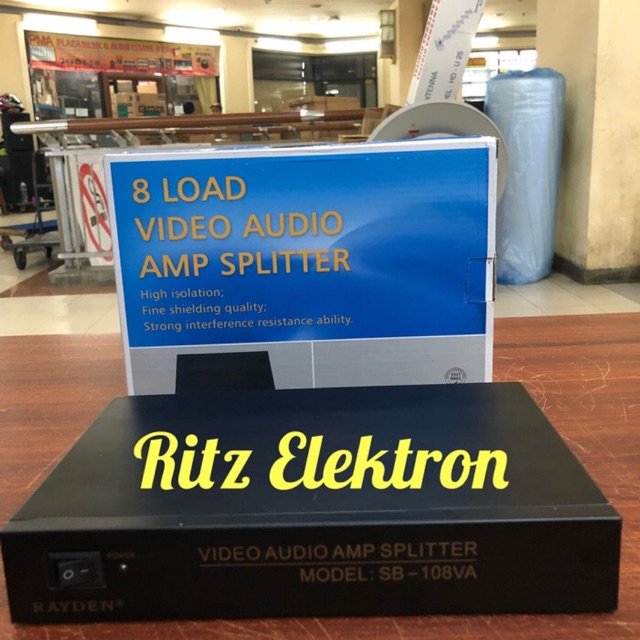 8 LOAD
VIDEO AUDIO
AMP SPLITTER
High isolation;
Fine shielding quality;
Strong interference resistance ability.
Ritz Elektron
VIDEO AUDIO AMP SPLITTER
MODEL: SB-108VA
POWER
RAYDEN®